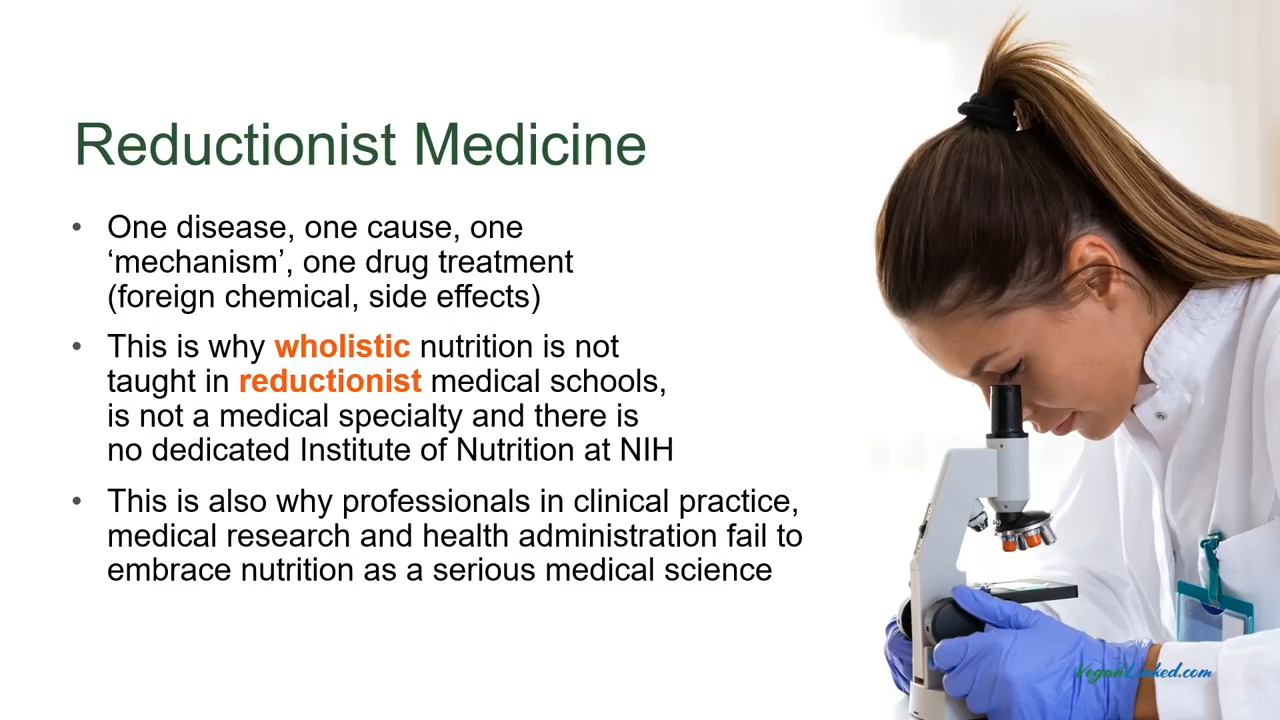 Reductionist Medicine
• One disease, one cause, one
‘mechanism’, one drug treatment
(foreign chemical, side effects)
• This is why wholistic nutrition is not
taught in reductionist medical schools,
is not a medical specialty and there is
no dedicated Institute of Nutrition at NIH
• This is also why professionals in clinical practice,
medical research and health administration fail to
embrace nutrition as a serious medical science
VeganLinked.com